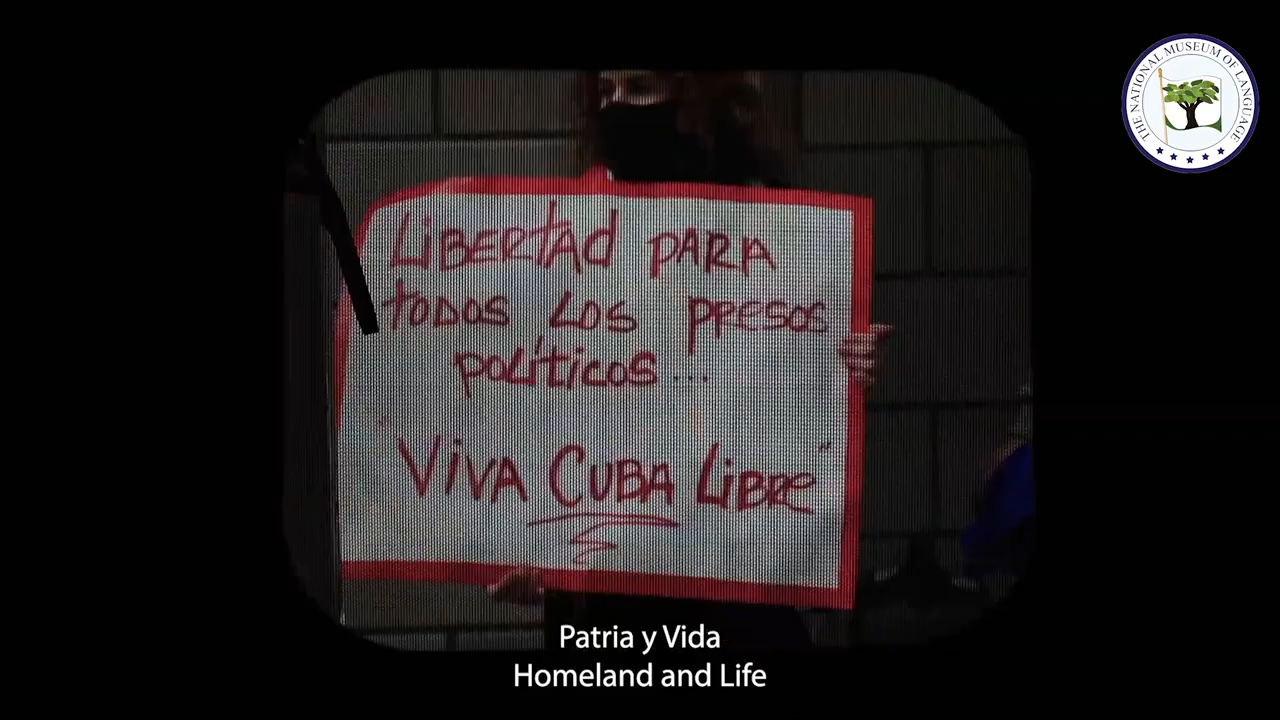 THE NATIONAL MUSEUM OF LANGUAGE
LIBERTAd PARA
todos Los presos
políticos...
"VIVA CUBA LIBRE"
Patria y Vida
Homeland and Life